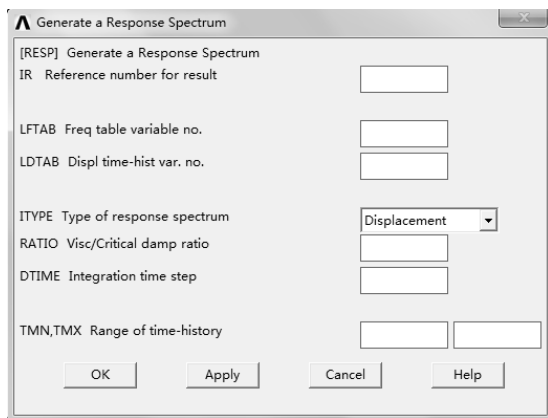 Generate a Response Spectrum
[RESP] Generate a Response Spectrum
IR Reference number for result
LFTAB Freq table variable no.
LDTAB Displ time-hist var. no.
ITYPE Type of response spectrum Displacement
RATIO Visc/Critical damp ratio
DTIME Integration time step
TMN,TMX Range of time-history
OK Apply Cancel Help